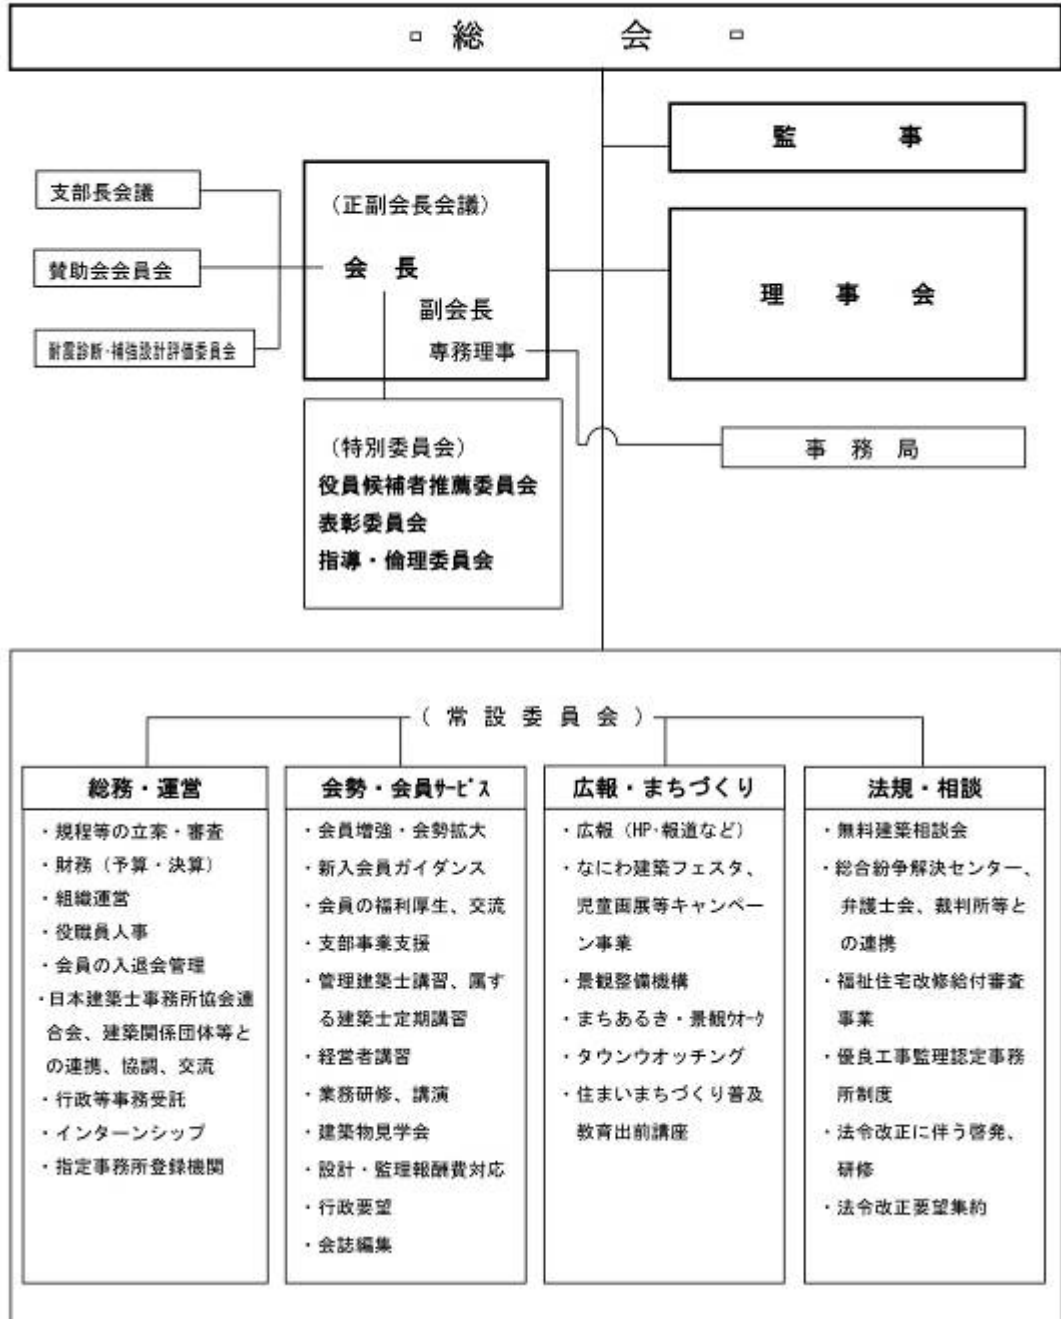 ▫ 総　会 ▫
監　事
支部長会議
(正副会長会議)
賛助会会員会
会　長
理　事　会
副会長
耐震診断・補強設計評価委員会
専務理事
事　務　局
(特別委員会)
役員候補者推薦委員会
表彰委員会
指導・倫理委員会
(常設委員会)
総務・運営
・規程等の立案・審査
・財務（予算・決算）
・組織運営
・役職員人事
・会員の入退会管理
・日本建築士事務所協会連
合会、建築関係団体等と
の連携、協調、交流
・行政等事務受託
・インターンシップ
・指定事務所登録機関
会勢・会員ｻｰﾋﾞｽ
・会員増強・会勢拡大
・新入会員ガイダンス
・会員の福利厚生、交流
・支部事業支援
・管理建築士講習、属す
る建築士定期講習
・経営者講習
・業務研修、講演
・建築物見学会
・設計・監理報酬費対応
・行政要望
・会誌編集
広報・まちづくり
・広報（HP･報道など）
・なにわ建築フェスタ、
児童画展等キャンペー
ン事業
・景観整備機構
・まちあるき・景観ｳｵｰｸ
・タウンウオッチング
・住まいまちづくり普及
教育出前講座
法規・相談
・無料建築相談会
・総合紛争解決センター、
弁護士会、裁判所等と
の連携
・福祉住宅改修給付審査
事業
・優良工事監理認定事務
所制度
・法令改正に伴う啓発、
研修
・法令改正要望集約